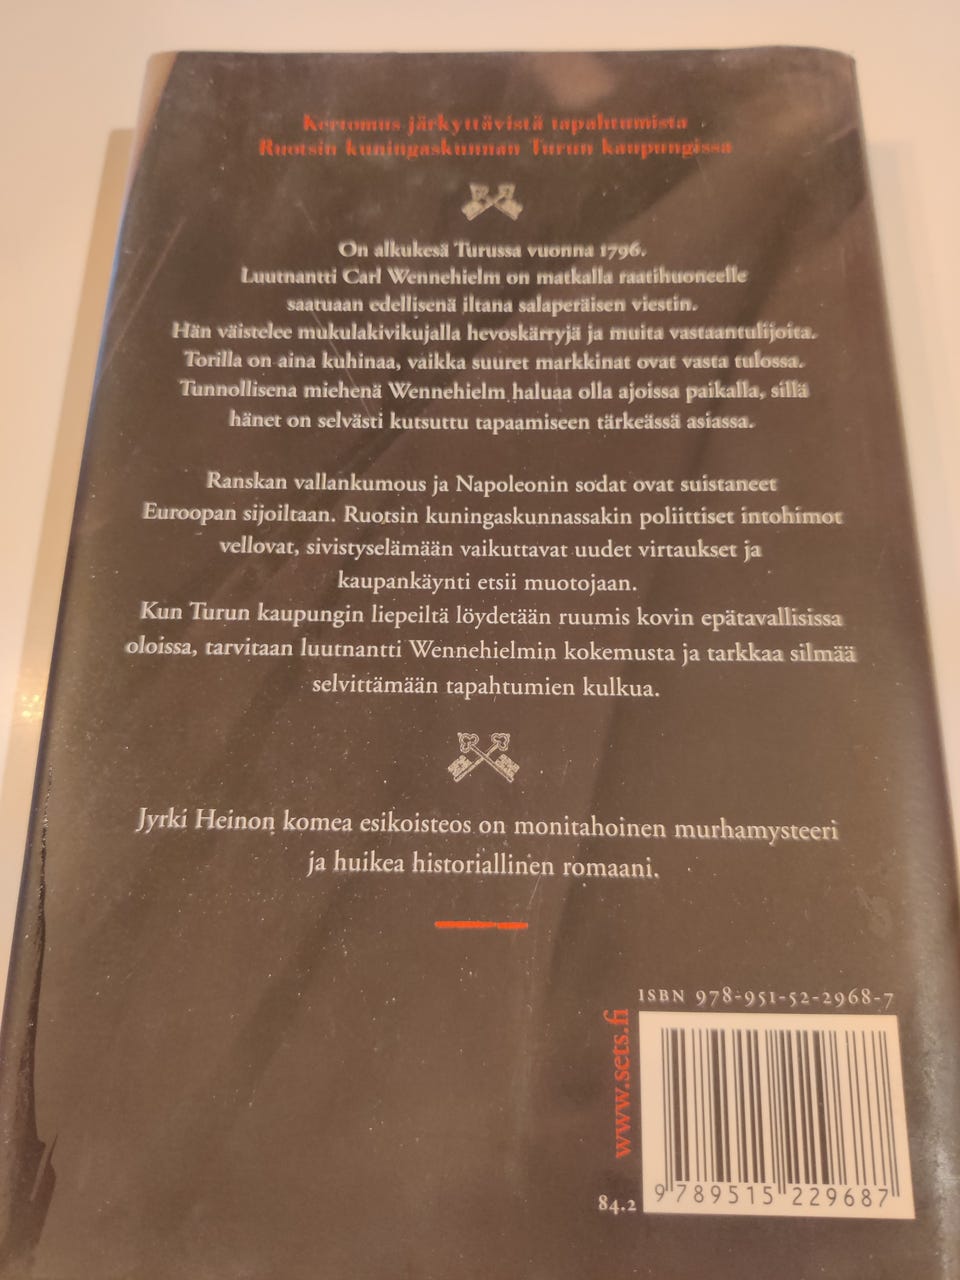 Kertomus järkyttävistä tapahtumista
Ruotsin kuningaskunnan Turun kaupungissa
On alkukesä Turussa vuonna 1796.
Luutnantti Carl Wennehielm on matkalla raatihuoneelle
saatuaan edellisenä iltana salaperäisen viestin.
Hän väistelee mukulakivikujalla hevoskärryjä ja muita vastaantulijoita.
Torilla on aina kuhinaa, vaikka suuret markkinat ovat vasta tulossa.
Tunnollisena miehenä Wennehielm haluaa olla ajoissa paikalla, sillä
hänet on selvästi kutsuttu tapaamiseen tärkeässä asiassa.
Ranskan vallankumous ja Napoleonin sodat ovat suistaneet
Euroopan sijoiltaan. Ruotsin kuningaskunnassakin poliittiset intohimot
vellovat, sivistyselämään vaikuttavat uudet virtaukset ja
kaupankäynti etsii muotojaan.
Kun Turun kaupungin liepeiltä löydetään ruumis kovin epätavallisissa
oloissa, tarvitaan luutnantti Wennehielmin kokemusta ja tarkkaa silmää
selvittämään tapahtumien kulkua.
Jyrki Heinon komea esikoisteos on monitahoinen murhamysteeri
ja huikea historiallinen romaani.
ISBN 978-951-52-2968-7
www.sets.fi
84.2
9 789515 229687